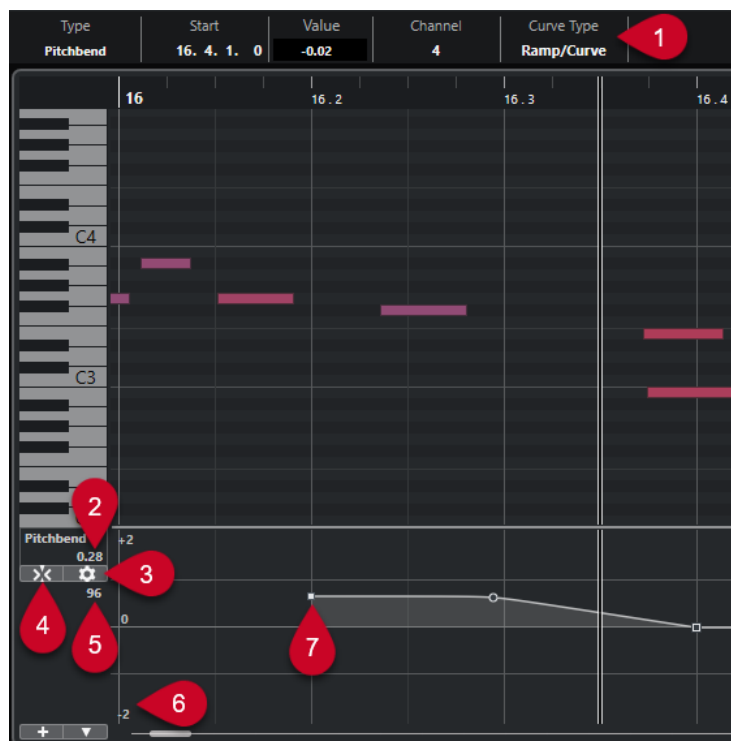 Type Start Value Channel Curve Type
Pitchbend 16. 4. 1. 0 -0.02 4 Ramp/Curve
1
16 16.2 16.3 16.4
C4
C3
2
Pitchbend +2
0.28
3
96
4 5 0 7
6
-2
+